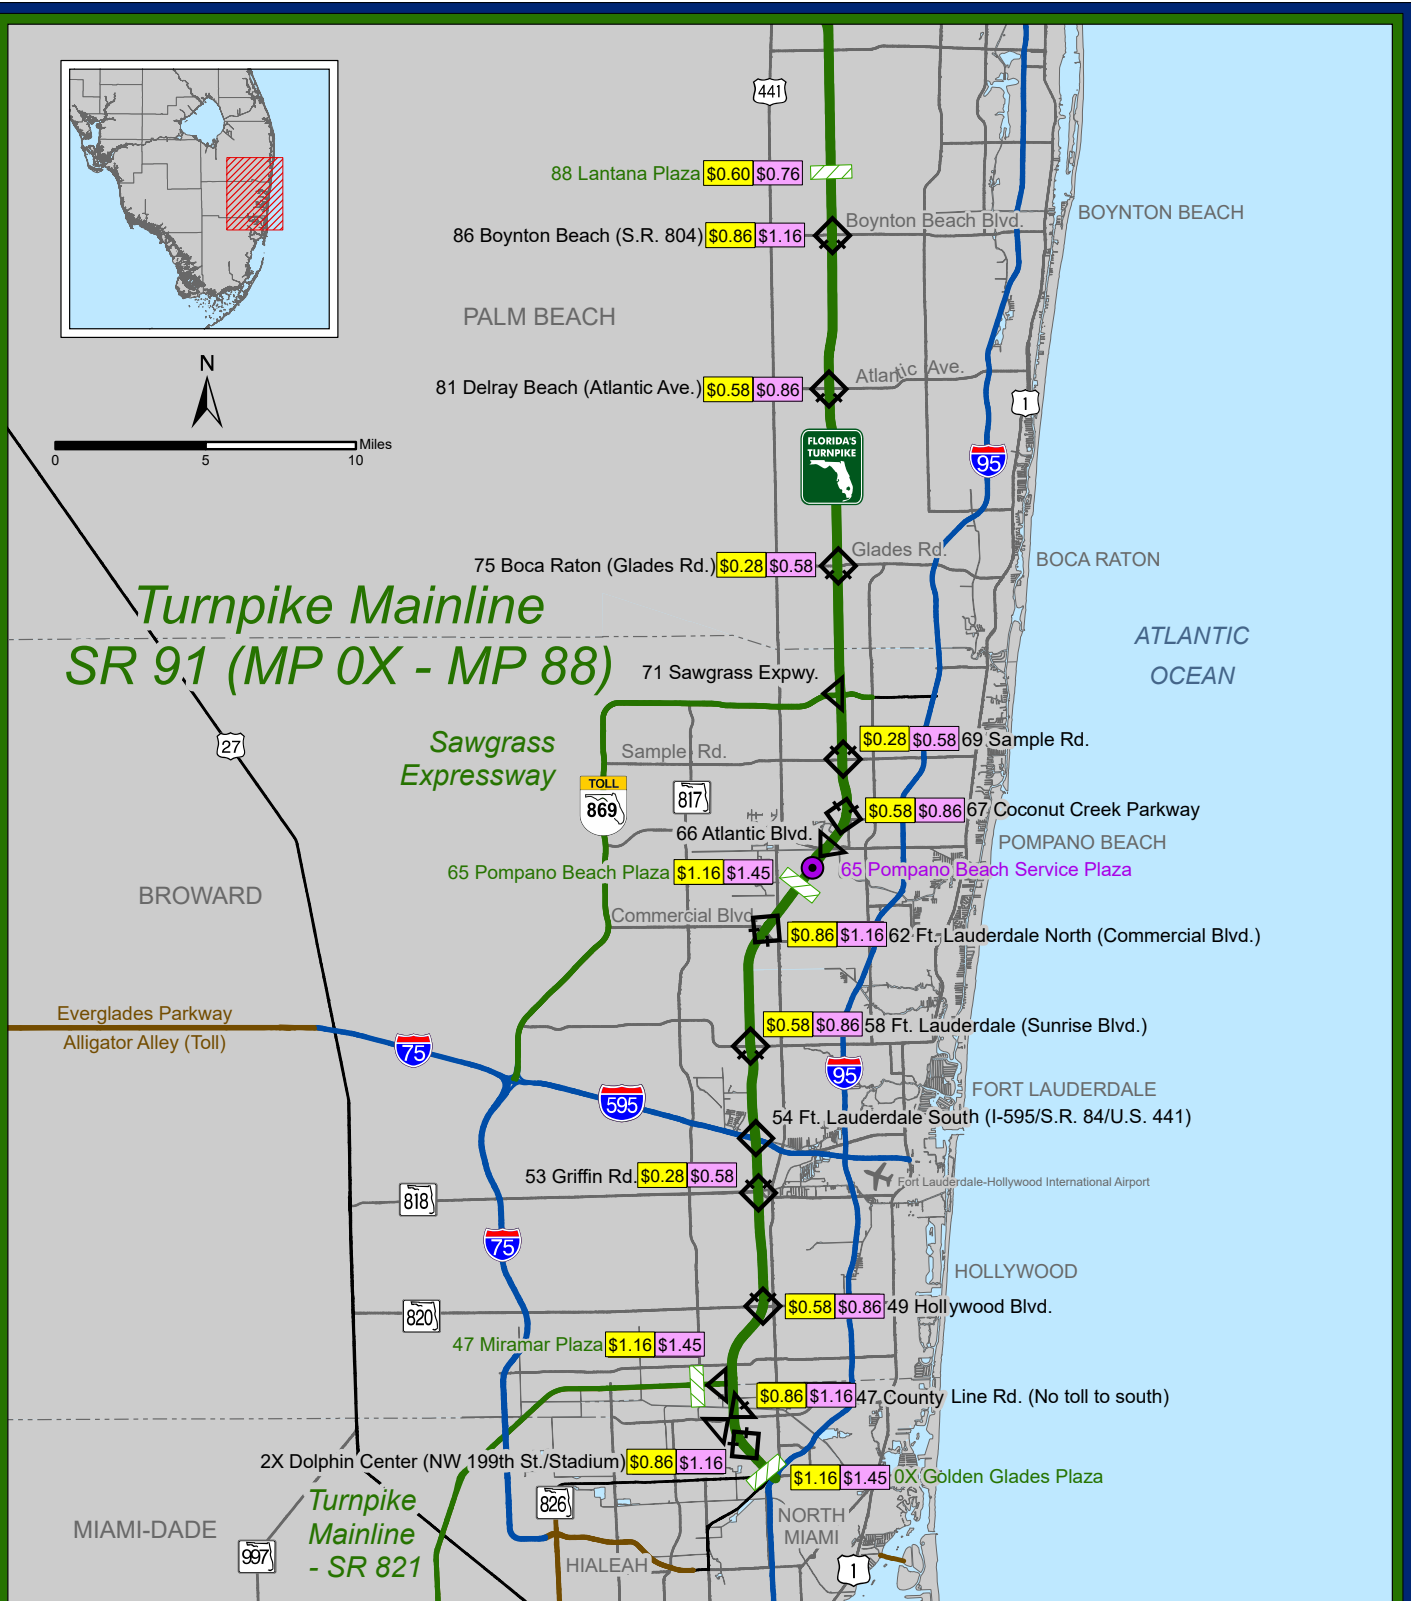 441
88 Lantana Plaza $0.60 $0.76
Boynton Beach Blvd.
BOYNTON BEACH
86 Boynton Beach (S.R. 804) $0.86 $1.16
PALM BEACH
N
Atlantic Ave.
81 Delray Beach (Atlantic Ave.) $0.58 $0.86
1
Miles
0 5 10
FLORIDA'S
TURNPIKE
95
Glades Rd.
BOCA RATON
75 Boca Raton (Glades Rd.) $0.28 $0.58
Turnpike Mainline
SR 91 (MP 0X - MP 88)
ATLANTIC
OCEAN
71 Sawgrass Expwy.
27
Sawgrass
Expressway
Sample Rd.
$0.28 $0.58 69 Sample Rd.
TOLL
869
817
$0.58 $0.86 67 Coconut Creek Parkway
66 Atlantic Blvd.
POMPANO BEACH
65 Pompano Beach Plaza $1.16 $1.45
65 Pompano Beach Service Plaza
BROWARD
Commercial Blvd
$0.86 $1.16 62 Ft. Lauderdale North (Commercial Blvd.)
Everglades Parkway
Alligator Alley (Toll)
$0.58 $0.86 58 Ft. Lauderdale (Sunrise Blvd.)
75
95
595
FORT LAUDERDALE
54 Ft. Lauderdale South (I-595/S.R. 84/U.S. 441)
53 Griffin Rd. $0.28 $0.58
Fort Lauderdale-Hollywood International Airport
818
75
HOLLYWOOD
820
$0.58 $0.86 49 Hollywood Blvd.
47 Miramar Plaza $1.16 $1.45
$0.86 $1.16 47 County Line Rd. (No toll to south)
2X Dolphin Center (NW 199th St./Stadium) $0.86 $1.16
$1.16 $1.45 0X Golden Glades Plaza
Turnpike
Mainline
- SR 821
826
NORTH
MIAMI
MIAMI-DADE
997
HIALEAH
1